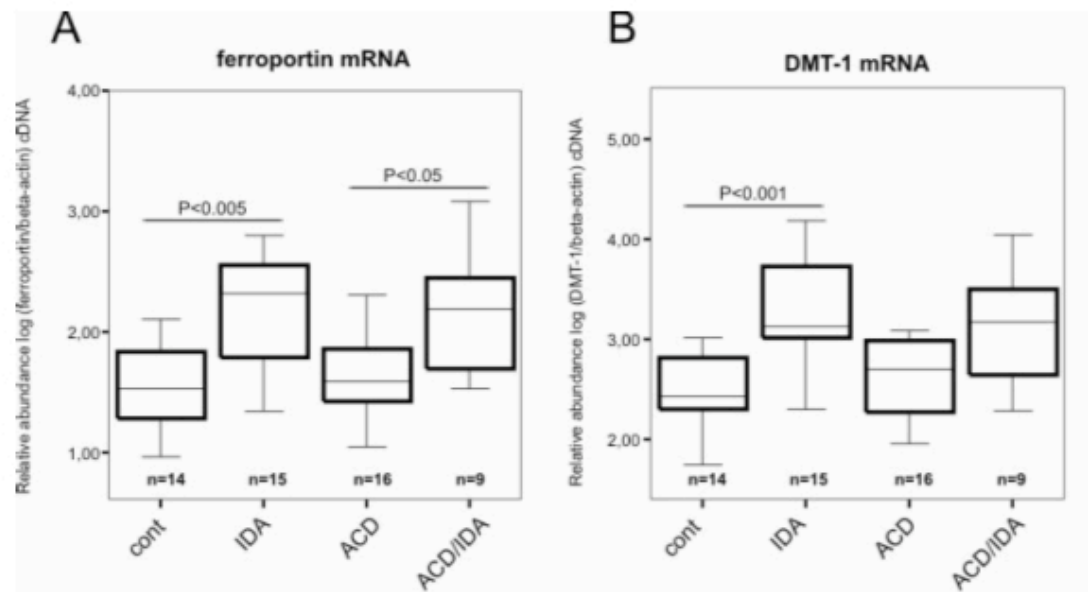 A
ferroportin mRNA
Relative abundance log (ferroportin/beta-actin) cDNA
4,00
3,00
2,00
1,00
P<0.005
P<0.05
n=14 n=15 n=16 n=9
cont IDA ACD ACD/IDA
B
DMT-1 mRNA
Relative abundance log (DMT-1/beta-actin) cDNA
5,00
4,00
3,00
2,00
P<0.001
n=14 n=15 n=16 n=9
cont IDA ACD ACD/IDA